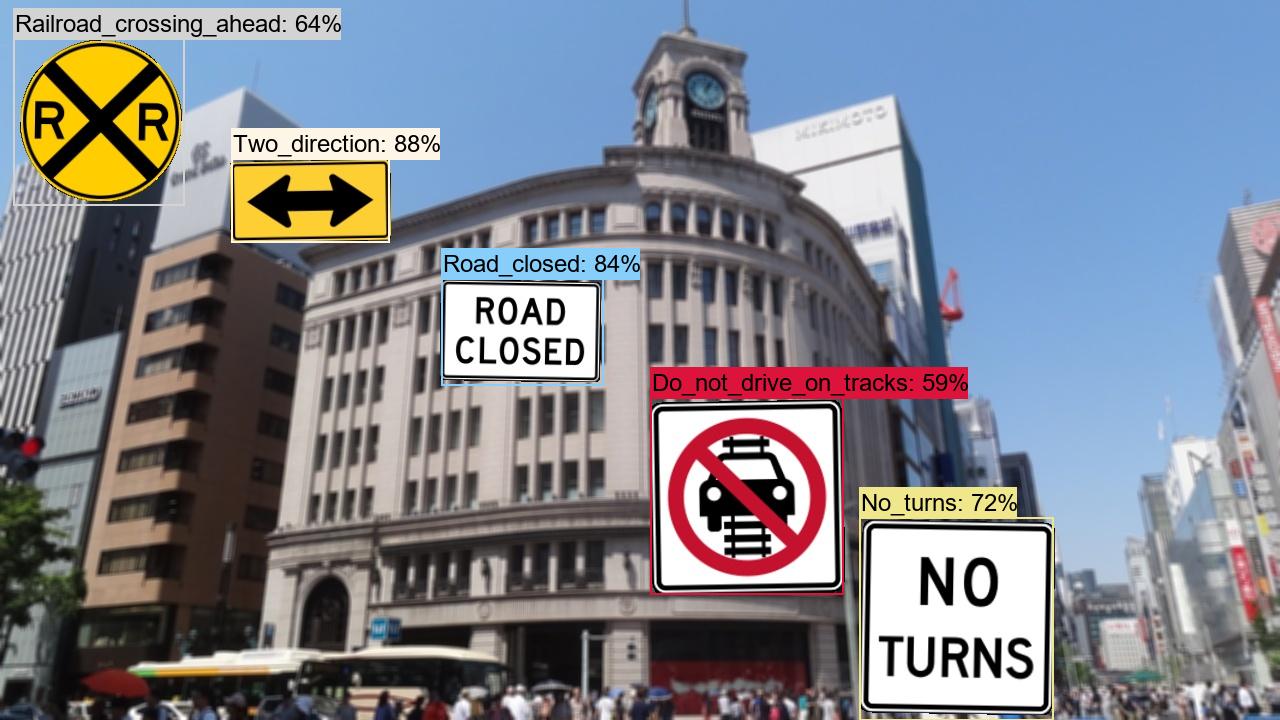 Railroad_crossing_ahead: 64%
R R
Two_direction: 88%
MIKIMOTO
Road_closed: 84%
ROAD
CLOSED
Do_not_drive_on_tracks: 59%
No_turns: 72%
NO
TURNS